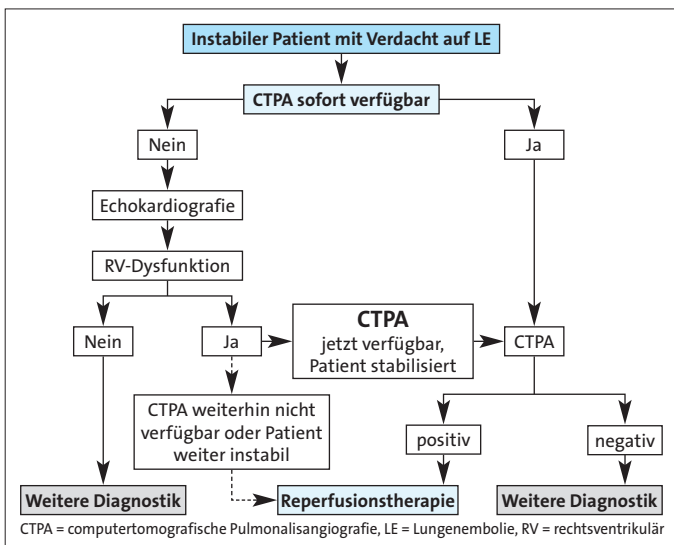 Instabiler Patient mit Verdacht auf LE
CTPA sofort verfügbar
Nein
Ja
Echokardiografie
RV-Dysfunktion
Nein
Ja
CTPA
jetzt verfügbar,
Patient stabilisiert
CTPA
CTPA weiterhin nicht
verfügbar oder Patient
weiter instabil
positiv
negativ
Weitere Diagnostik
Reperfusionstherapie
Weitere Diagnostik
CTPA = computertomografische Pulmonalisangiografie, LE = Lungenembolie, RV = rechtsventrikulär